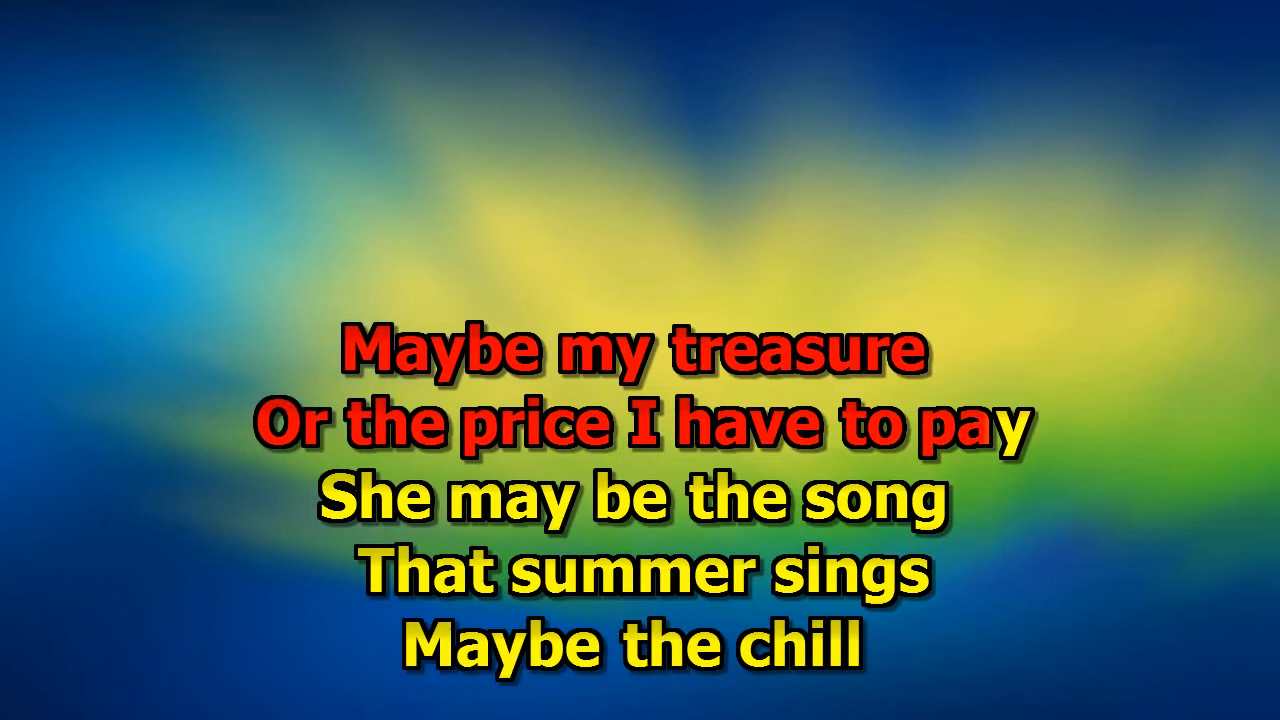 Maybe my treasure
Or the price I have to pay
She may be the song
That summer sings
Maybe the chill